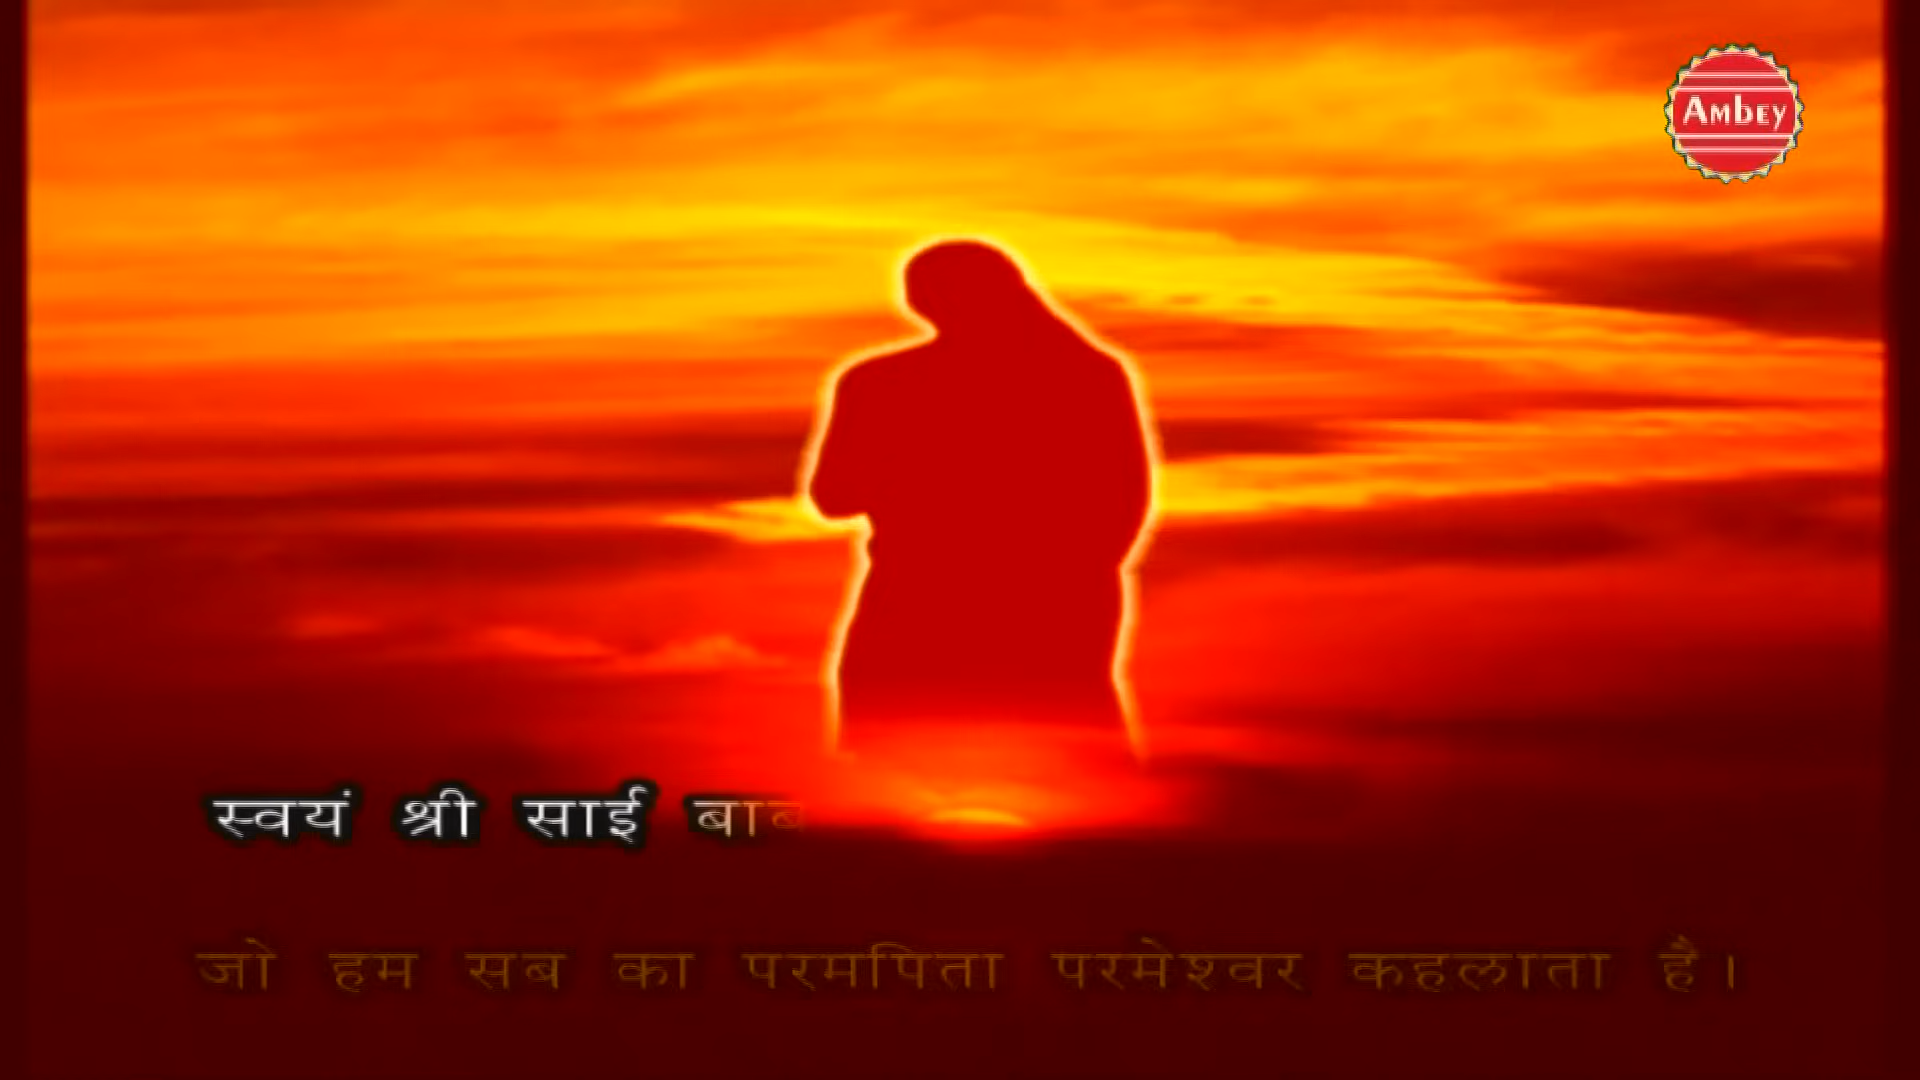 AMBEY
स्वयं श्री साई
जो हम सब का परमपिता परमेश्वर कहलाता है।